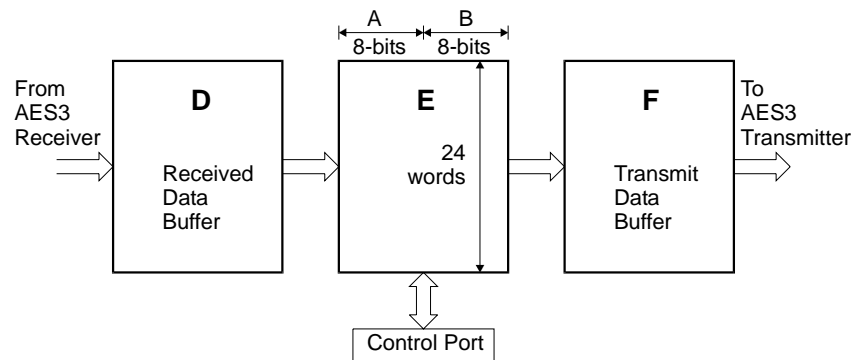 A
B
8-bits
8-bits
From
AES3
Receiver
D
Received
Data
Buffer
E
24
words
F
Transmit
Data
Buffer
To
AES3
Transmitter
Control Port